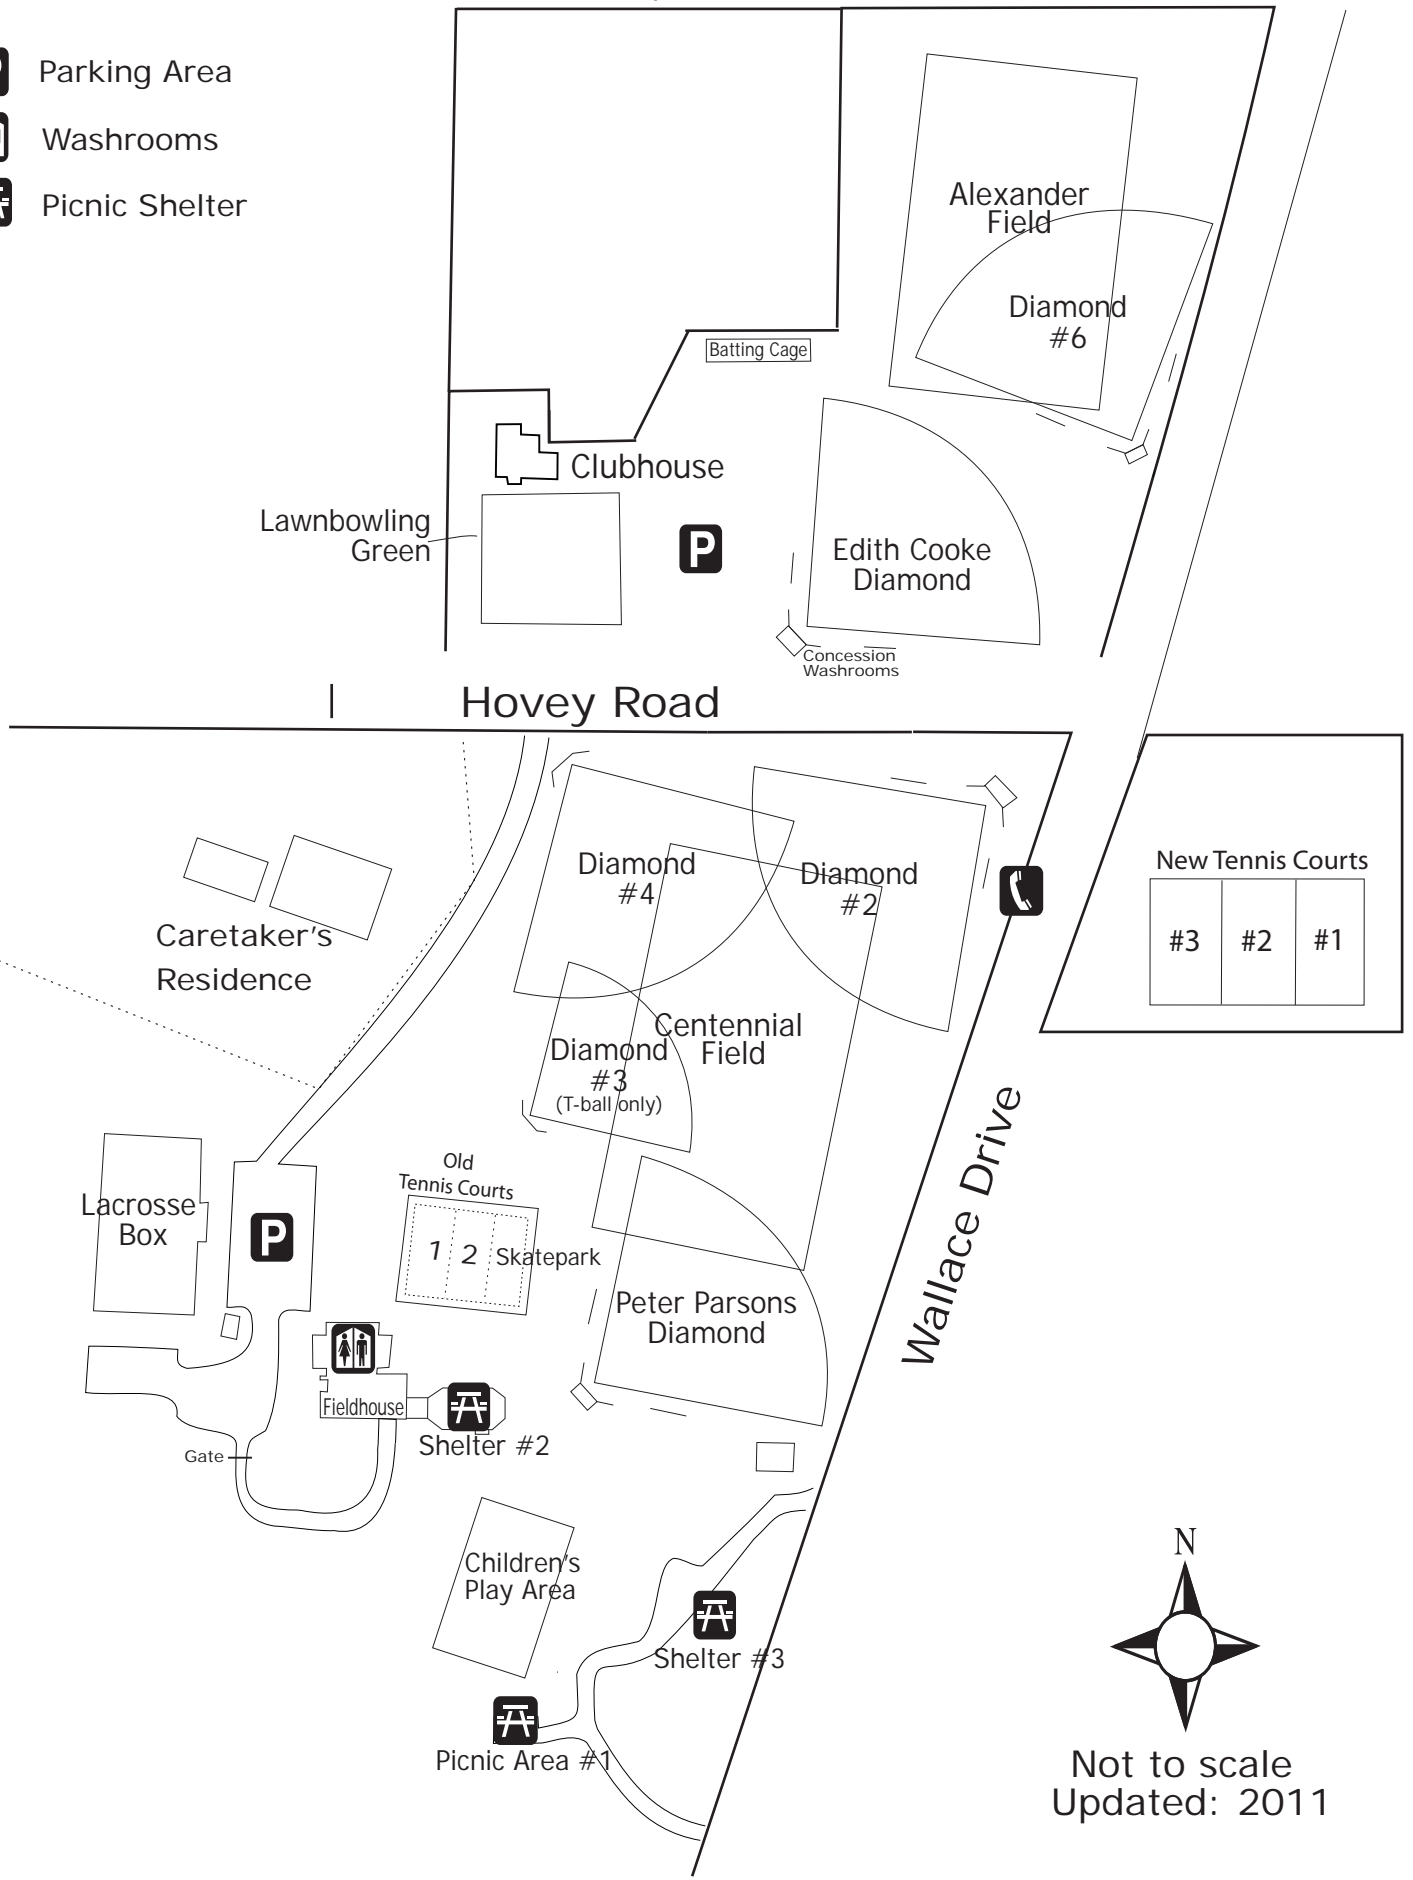 Parking Area
Washrooms
Picnic Shelter
Alexander
Field
Diamond
#6
Batting Cage
Clubhouse
Lawnbowling
Green
P
Edith Cooke
Diamond
Concession
Washrooms
Hovey Road
Diamond
#4
Diamond
#2
New Tennis Courts
#3
#2
#1
Caretaker's
Residence
Centennial
Field
Diamond
#3
(T-ball only)
Wallace Drive
Old
Tennis Courts
1
2
Skatepark
Lacrosse
Box
P
Peter Parsons
Diamond
Fieldhouse
Shelter #2
Gate
Children's
Play Area
Shelter #3
Picnic Area #1
N
Not to scale
Updated: 2011